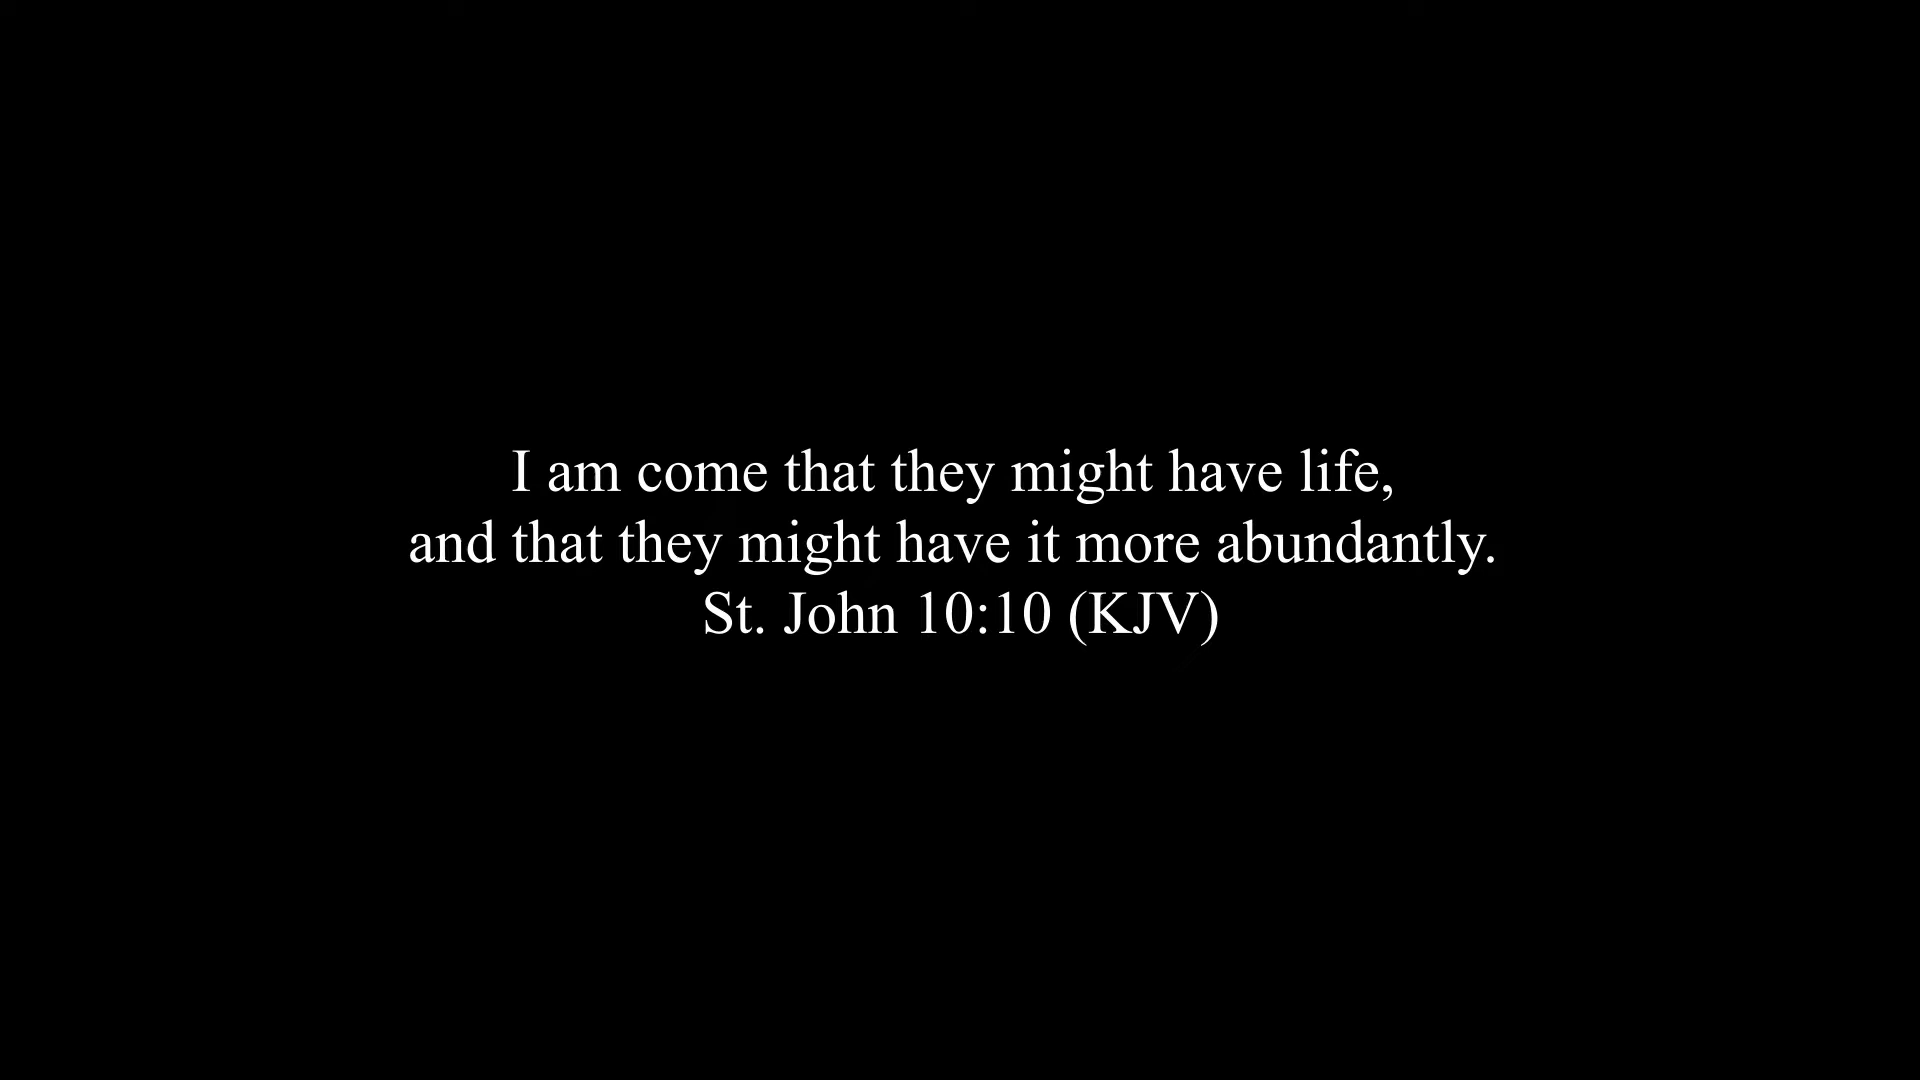 I am come that they might have life,
and that they might have it more abundantly.
St. John 10:10 (KJV)